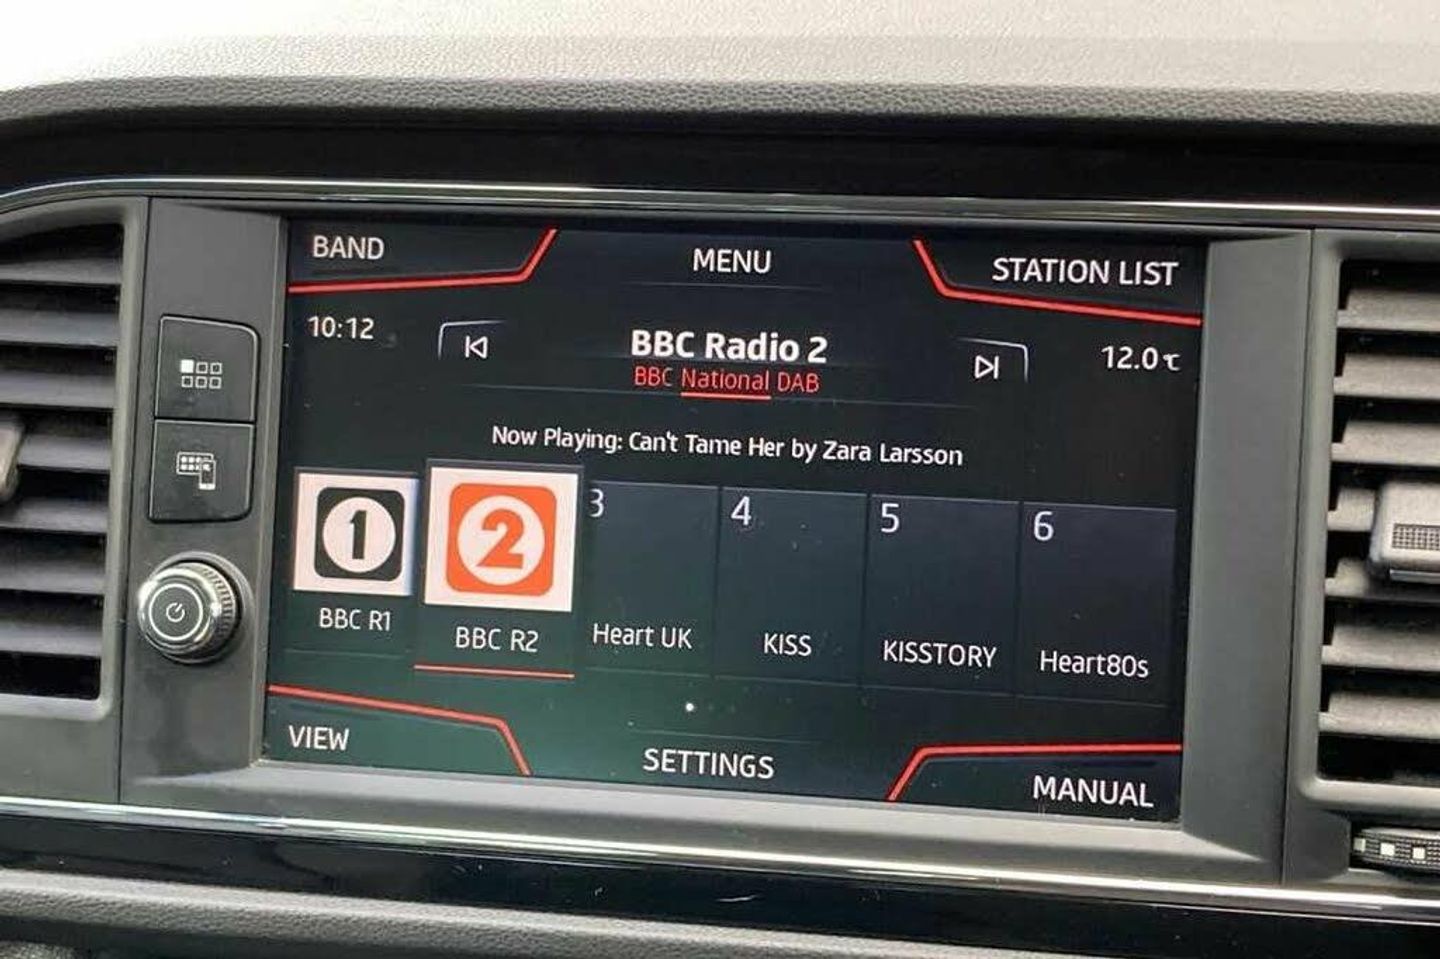 BAND
MENU
STATION LIST
10:12
BBC Radio 2
12.0℃
BBC National DAB
Now Playing: Can't Tame Her by Zara Larsson
1
2
3
4
5
6
BBC R1
BBC R2
Heart UK
KISS
KISSTORY
Heart80s
VIEW
SETTINGS
MANUAL